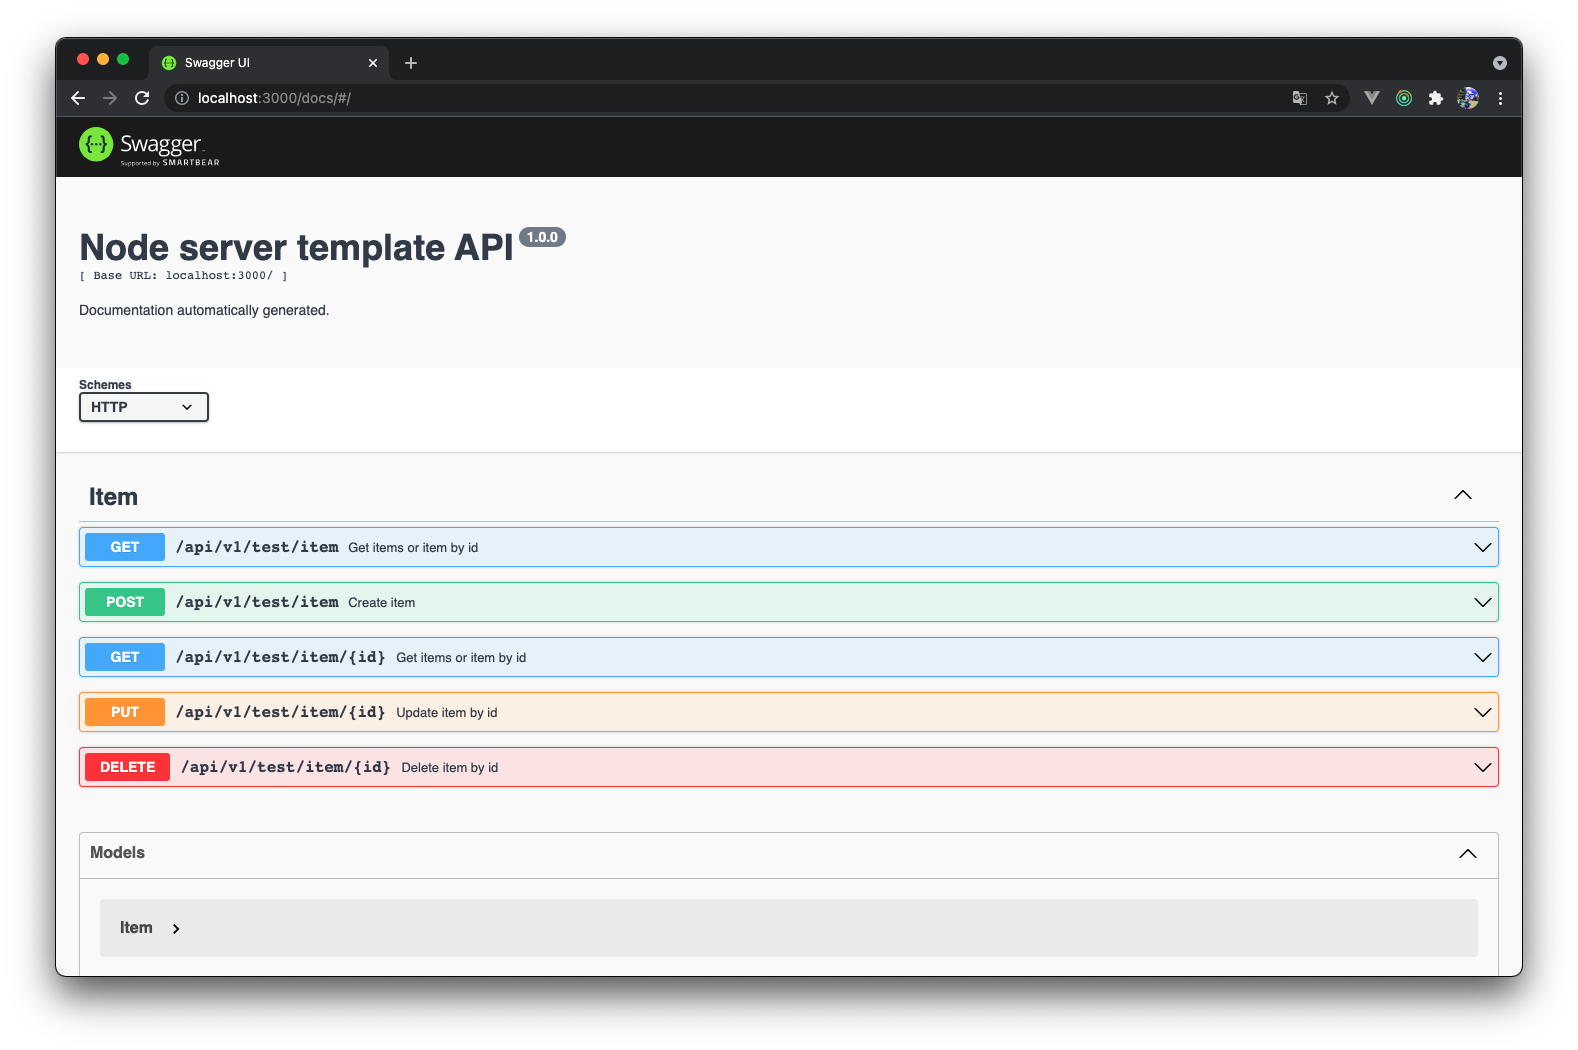 Swagger UI
localhost:3000/docs/#/
{···} Swagger
Supported by SMARTBEAR
Node server template API 1.0.0
[ Base URL: localhost:3000/ ]
Documentation automatically generated.
Schemes
HTTP
Item
GET /api/v1/test/item Get items or item by id
POST /api/v1/test/item Create item
GET /api/v1/test/item/{id} Get items or item by id
PUT /api/v1/test/item/{id} Update item by id
DELETE /api/v1/test/item/{id} Delete item by id
Models
Item